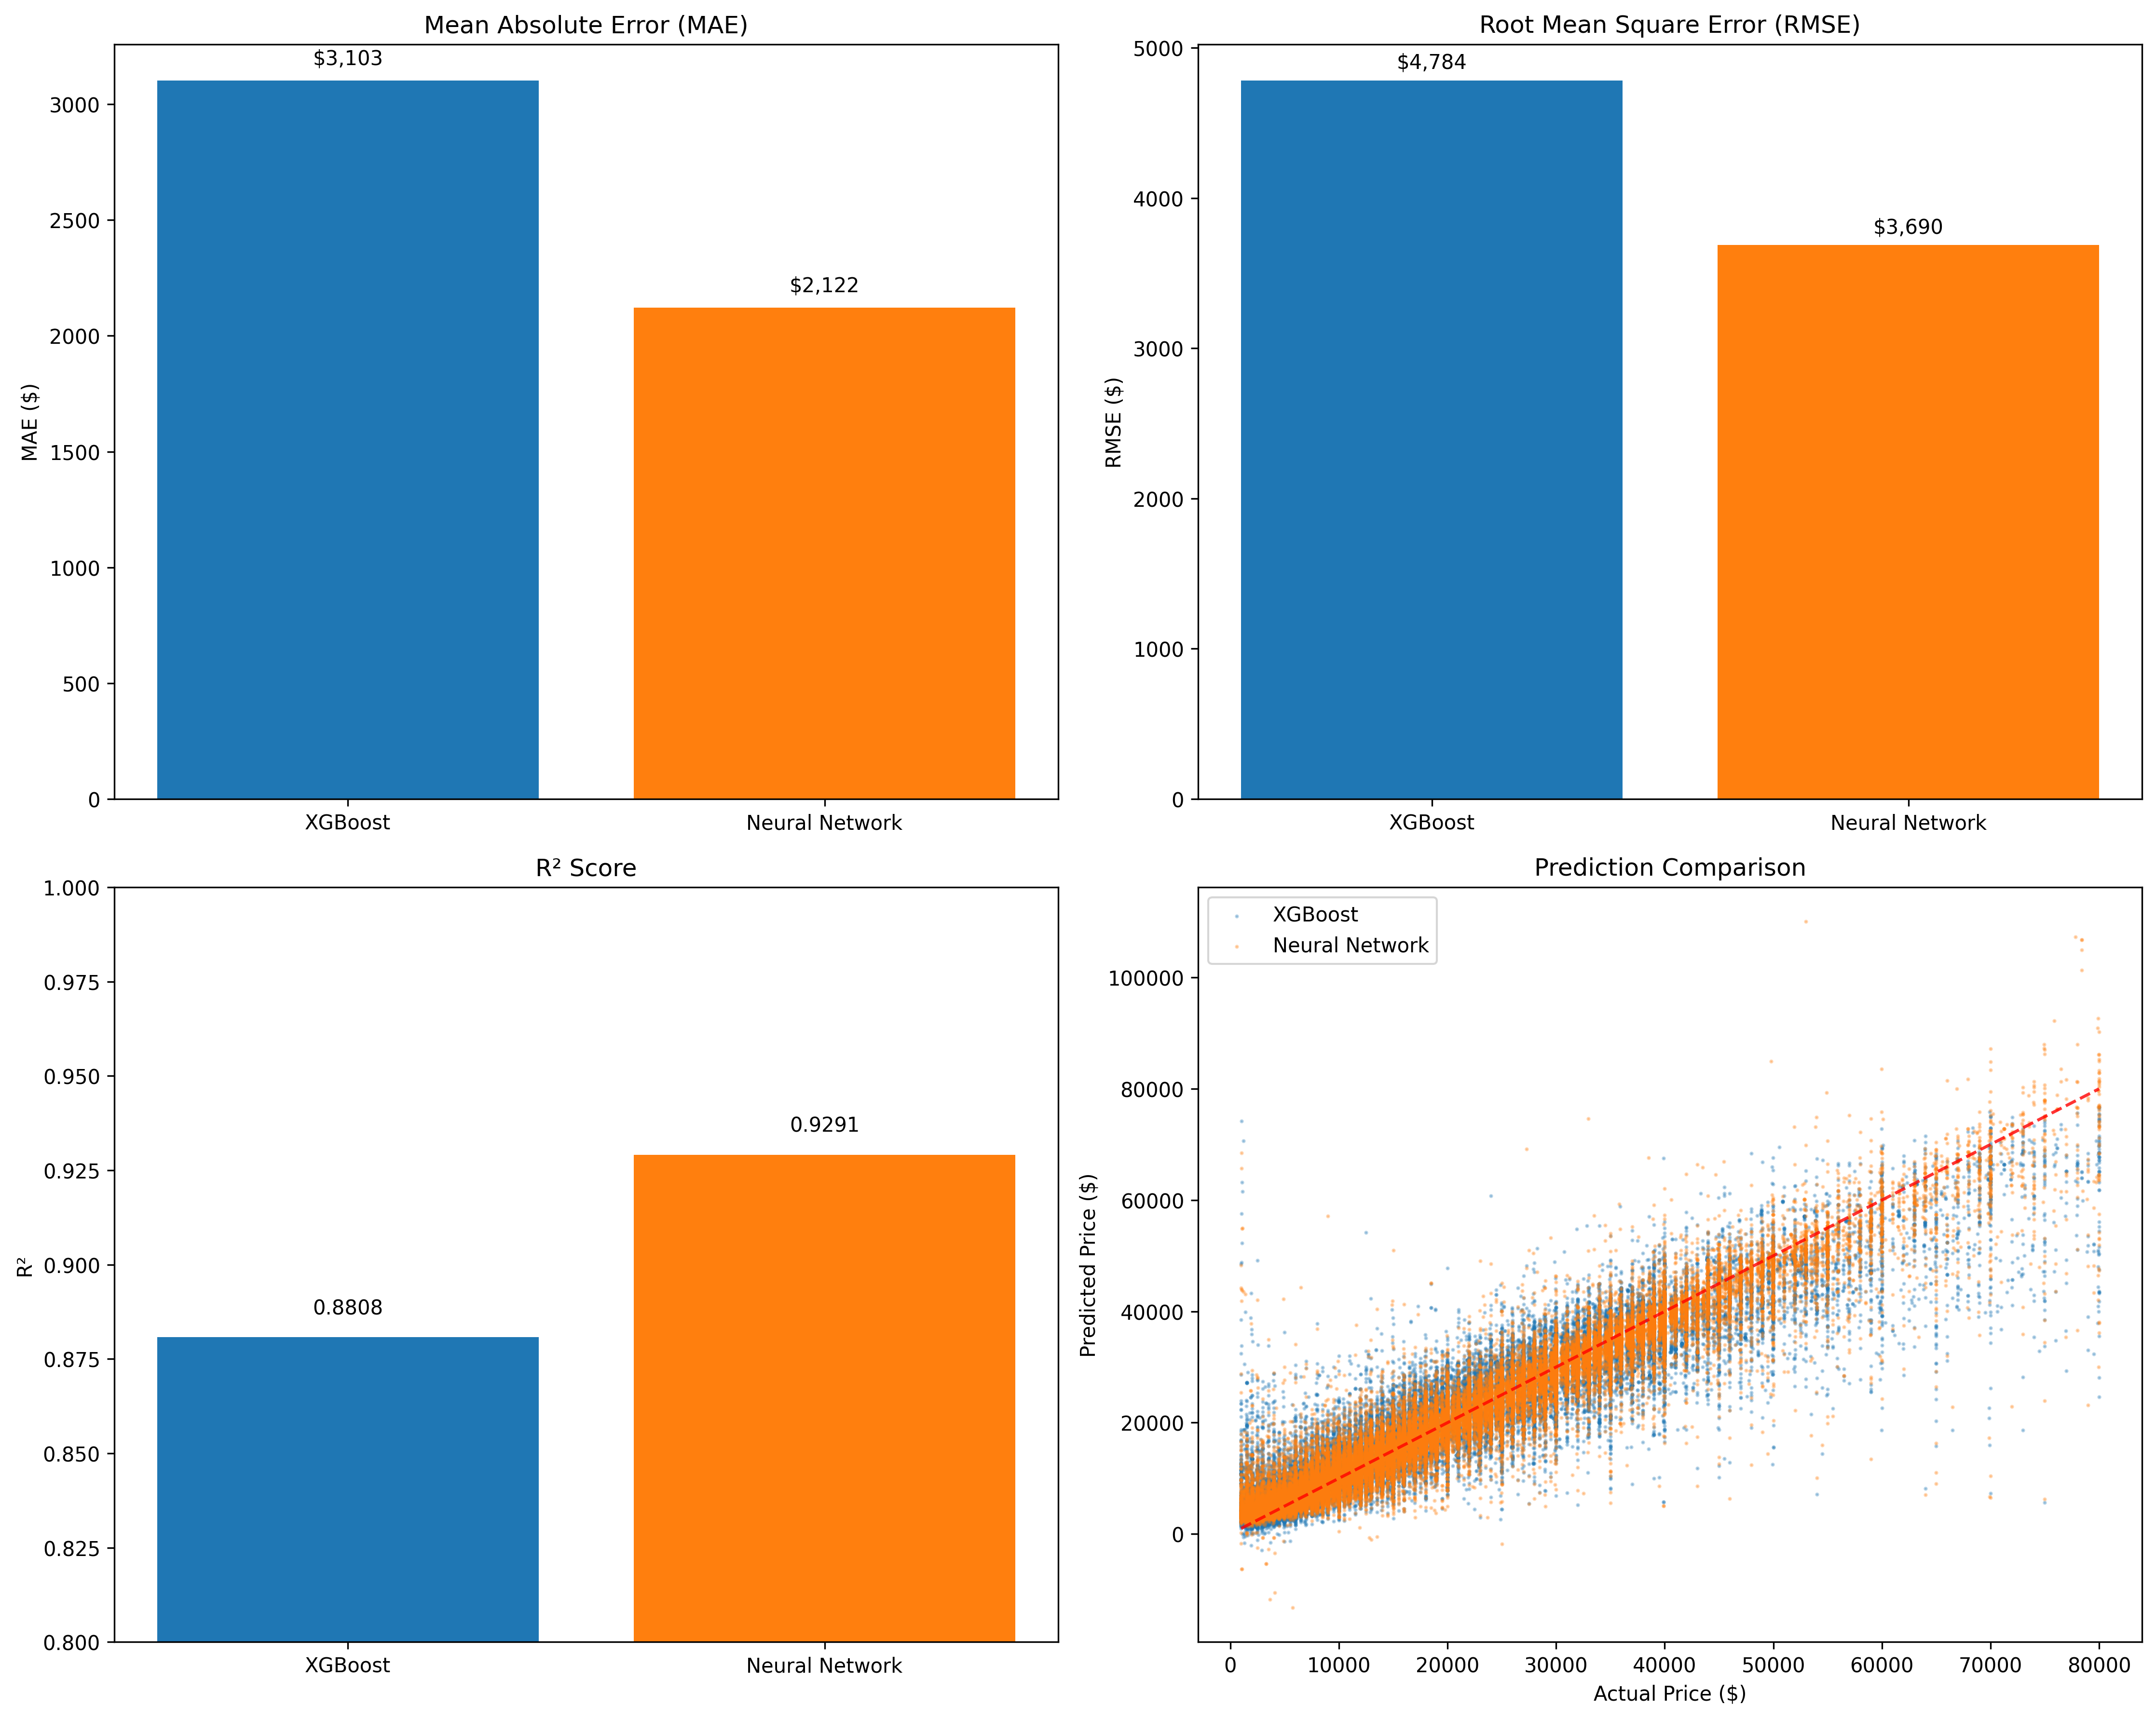 Mean Absolute Error (MAE)
$3,103
$2,122
3000
2500
2000
1500
1000
500
0
MAE ($)
XGBoost
Neural Network
Root Mean Square Error (RMSE)
$4,784
$3,690
5000
4000
3000
2000
1000
0
RMSE ($)
XGBoost
Neural Network
R² Score
0.8808
0.9291
1.000
0.975
0.950
0.925
0.900
0.875
0.850
0.825
0.800
R²
XGBoost
Neural Network
Prediction Comparison
XGBoost
Neural Network
100000
80000
60000
40000
20000
0
Predicted Price ($)
0 10000 20000 30000 40000 50000 60000 70000 80000
Actual Price ($)